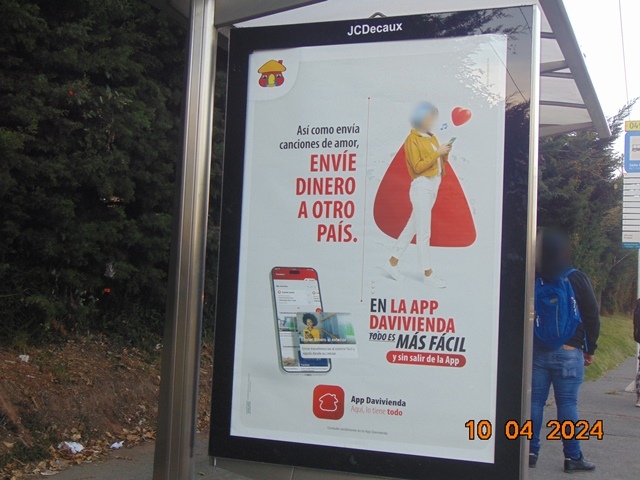 JCDecaux
Así como envía
canciones de amor,
ENVÍE
DINERO
A OTRO
PAÍS.
EN LA APP
DAVIVIENDA
TODO ES MÁS FÁCIL
y sin salir de la App
App Davivienda
Aquí, lo tiene todo
10 04 2024